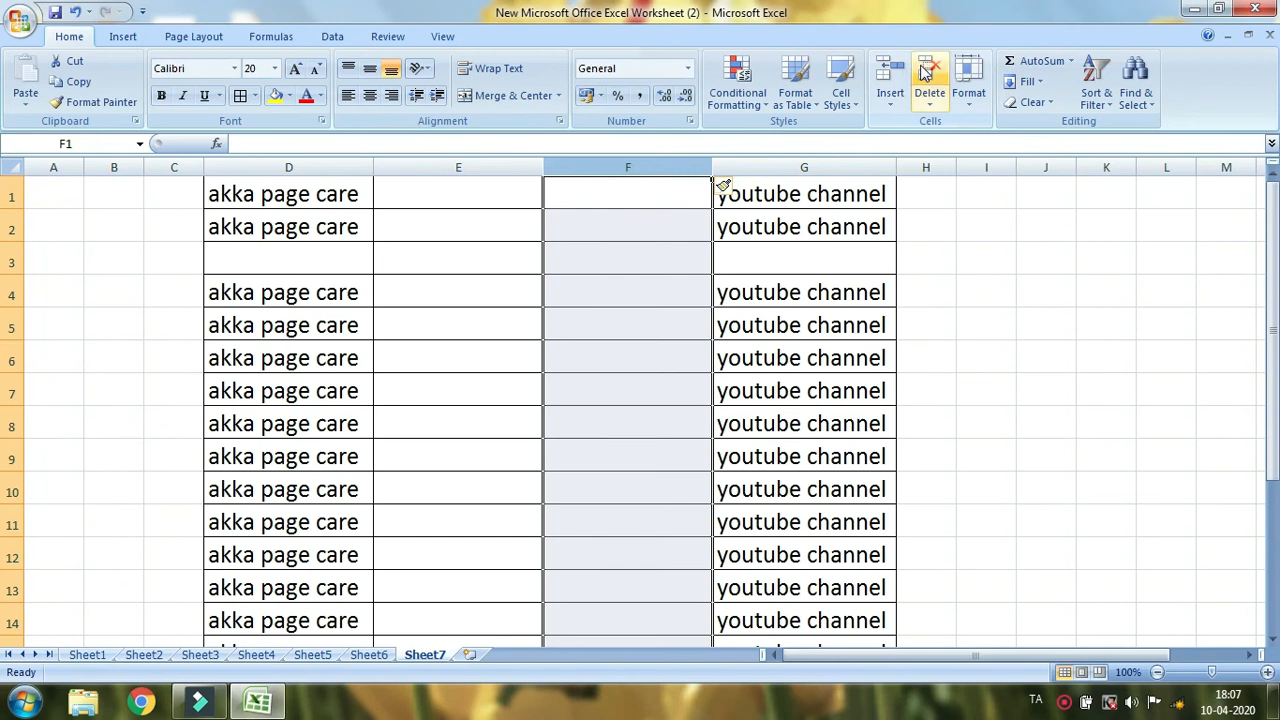 New Microsoft Office Excel Worksheet (2) - Microsoft Excel
Home Insert Page Layout Formulas Data Review View
Paste Cut Copy Format Painter
Clipboard
Calibri 20
B I U A A A
Font
Wrap Text
Merge & Center
Alignment
General
% ,
Number
Conditional Formatting Format as Table Cell Styles
Styles
Insert Delete Format
Cells
Σ AutoSum Fill Clear Sort & Filter Find & Select
Editing
F1 fx
A B C D E F G H I J K L M
1 akka page care youtube channel
2 akka page care youtube channel
3
4 akka page care youtube channel
5 akka page care youtube channel
6 akka page care youtube channel
7 akka page care youtube channel
8 akka page care youtube channel
9 akka page care youtube channel
10 akka page care youtube channel
11 akka page care youtube channel
12 akka page care youtube channel
13 akka page care youtube channel
14 akka page care youtube channel
Sheet1 Sheet2 Sheet3 Sheet4 Sheet5 Sheet6 Sheet7
Ready 100%
TA 18:07
10-04-2020